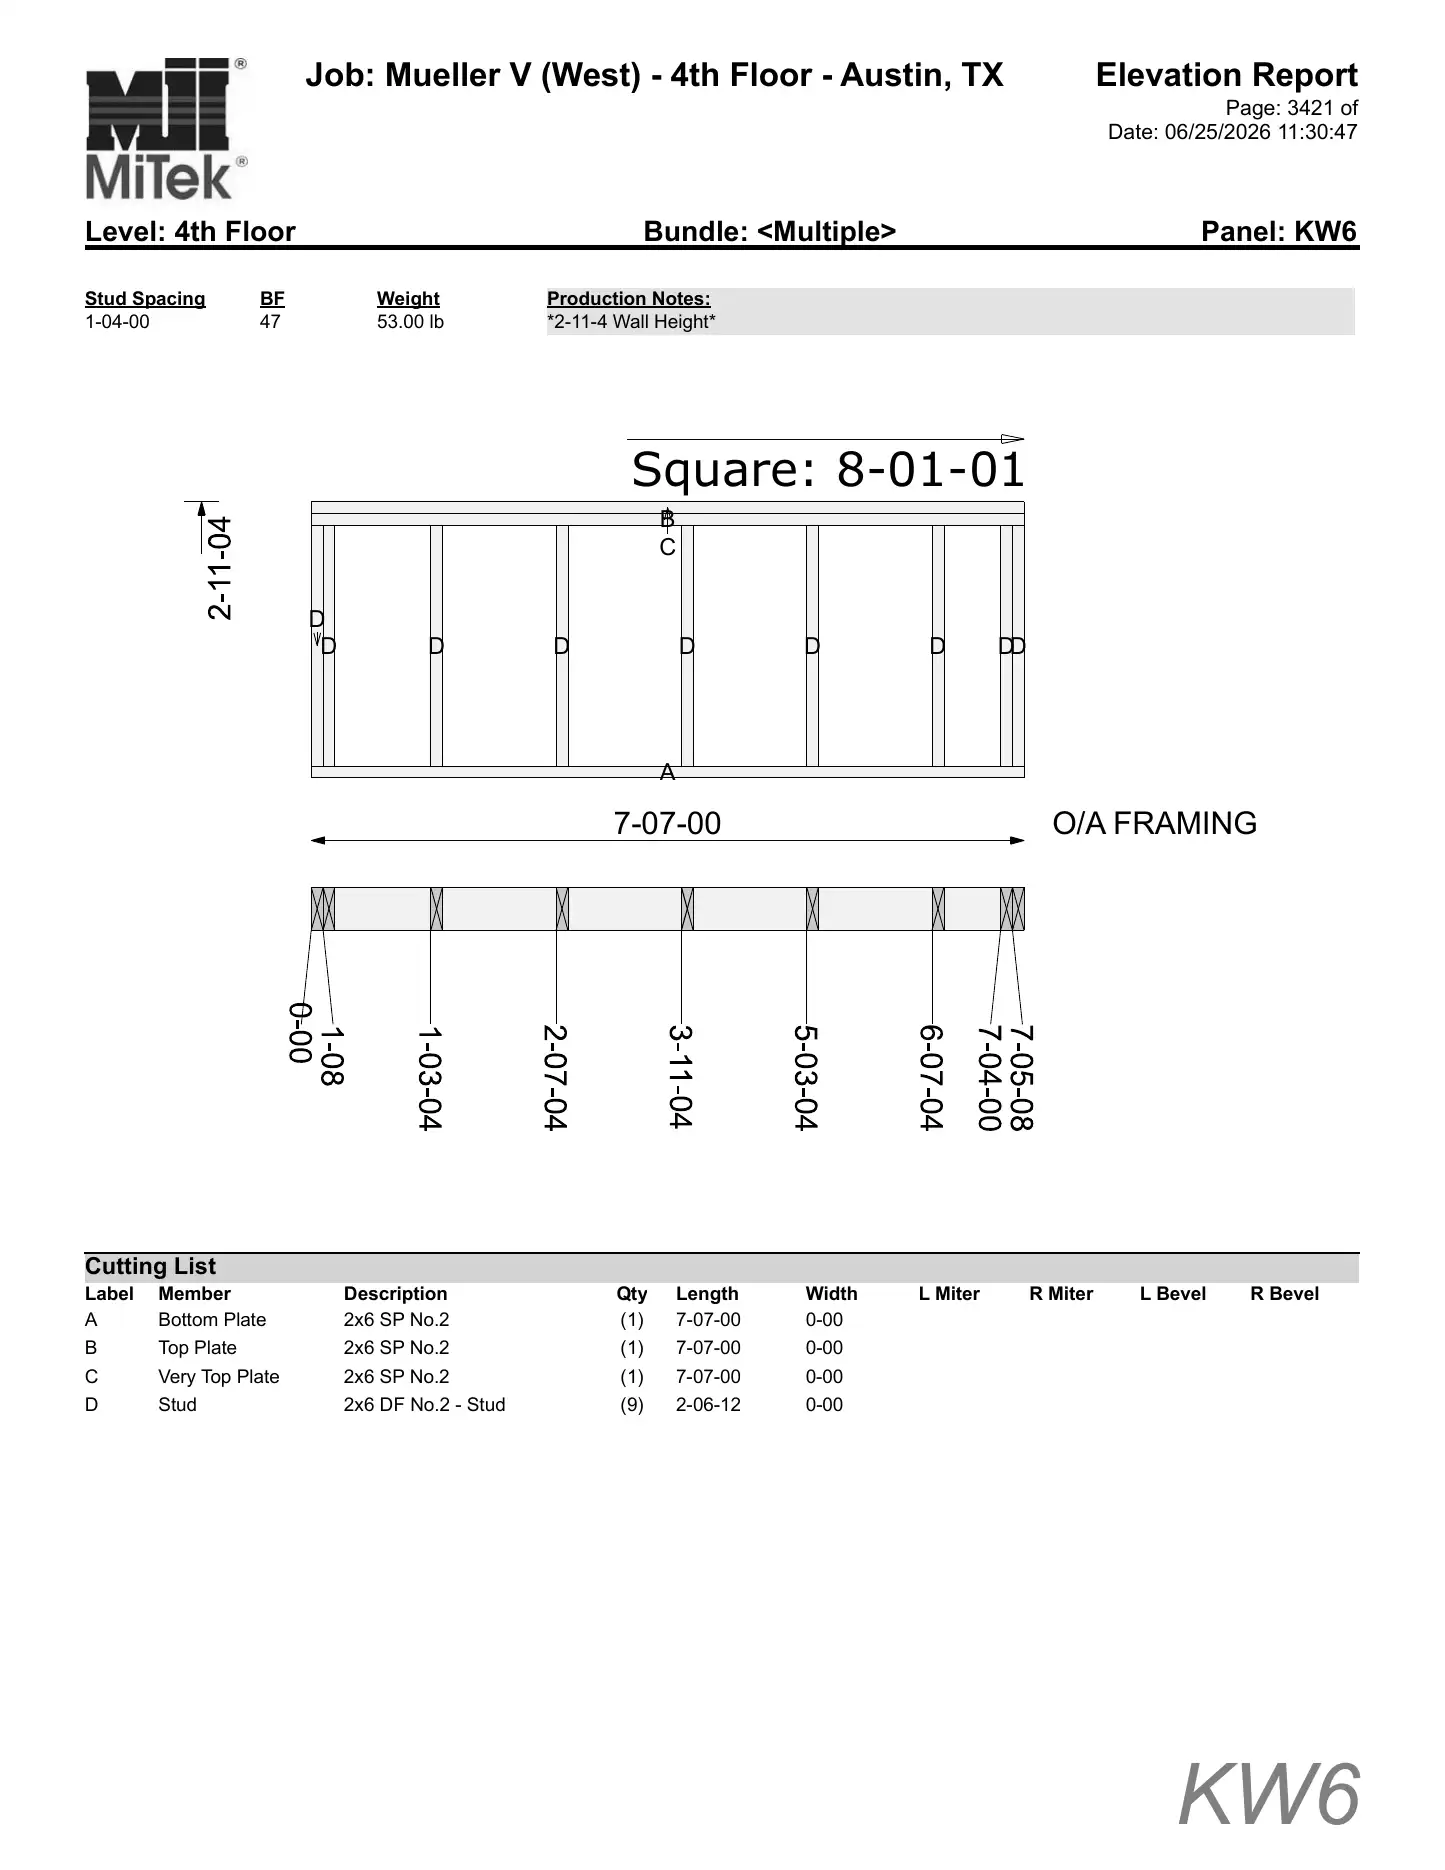 MiTek®
Job: Mueller V (West) - 4th Floor - Austin, TX
Elevation Report
Page: 3421 of
Date: 06/25/2026 11:30:47
Level: 4th Floor Bundle: <Multiple> Panel: KW6
Stud Spacing BF Weight Production Notes:
1-04-00 47 53.00 lb *2-11-4 Wall Height*
Square: 8-01-01
2-11-04
B
C
D
D D D D D D D D
A
7-07-00 O/A FRAMING
0-00 1-08 1-03-04 2-07-04 3-11-04 5-03-04 6-07-04 7-04-00 7-05-08
Cutting List
Label Member Description Qty Length Width L Miter R Miter L Bevel R Bevel
A Bottom Plate 2x6 SP No.2 (1) 7-07-00 0-00
B Top Plate 2x6 SP No.2 (1) 7-07-00 0-00
C Very Top Plate 2x6 SP No.2 (1) 7-07-00 0-00
D Stud 2x6 DF No.2 - Stud (9) 2-06-12 0-00
KW6